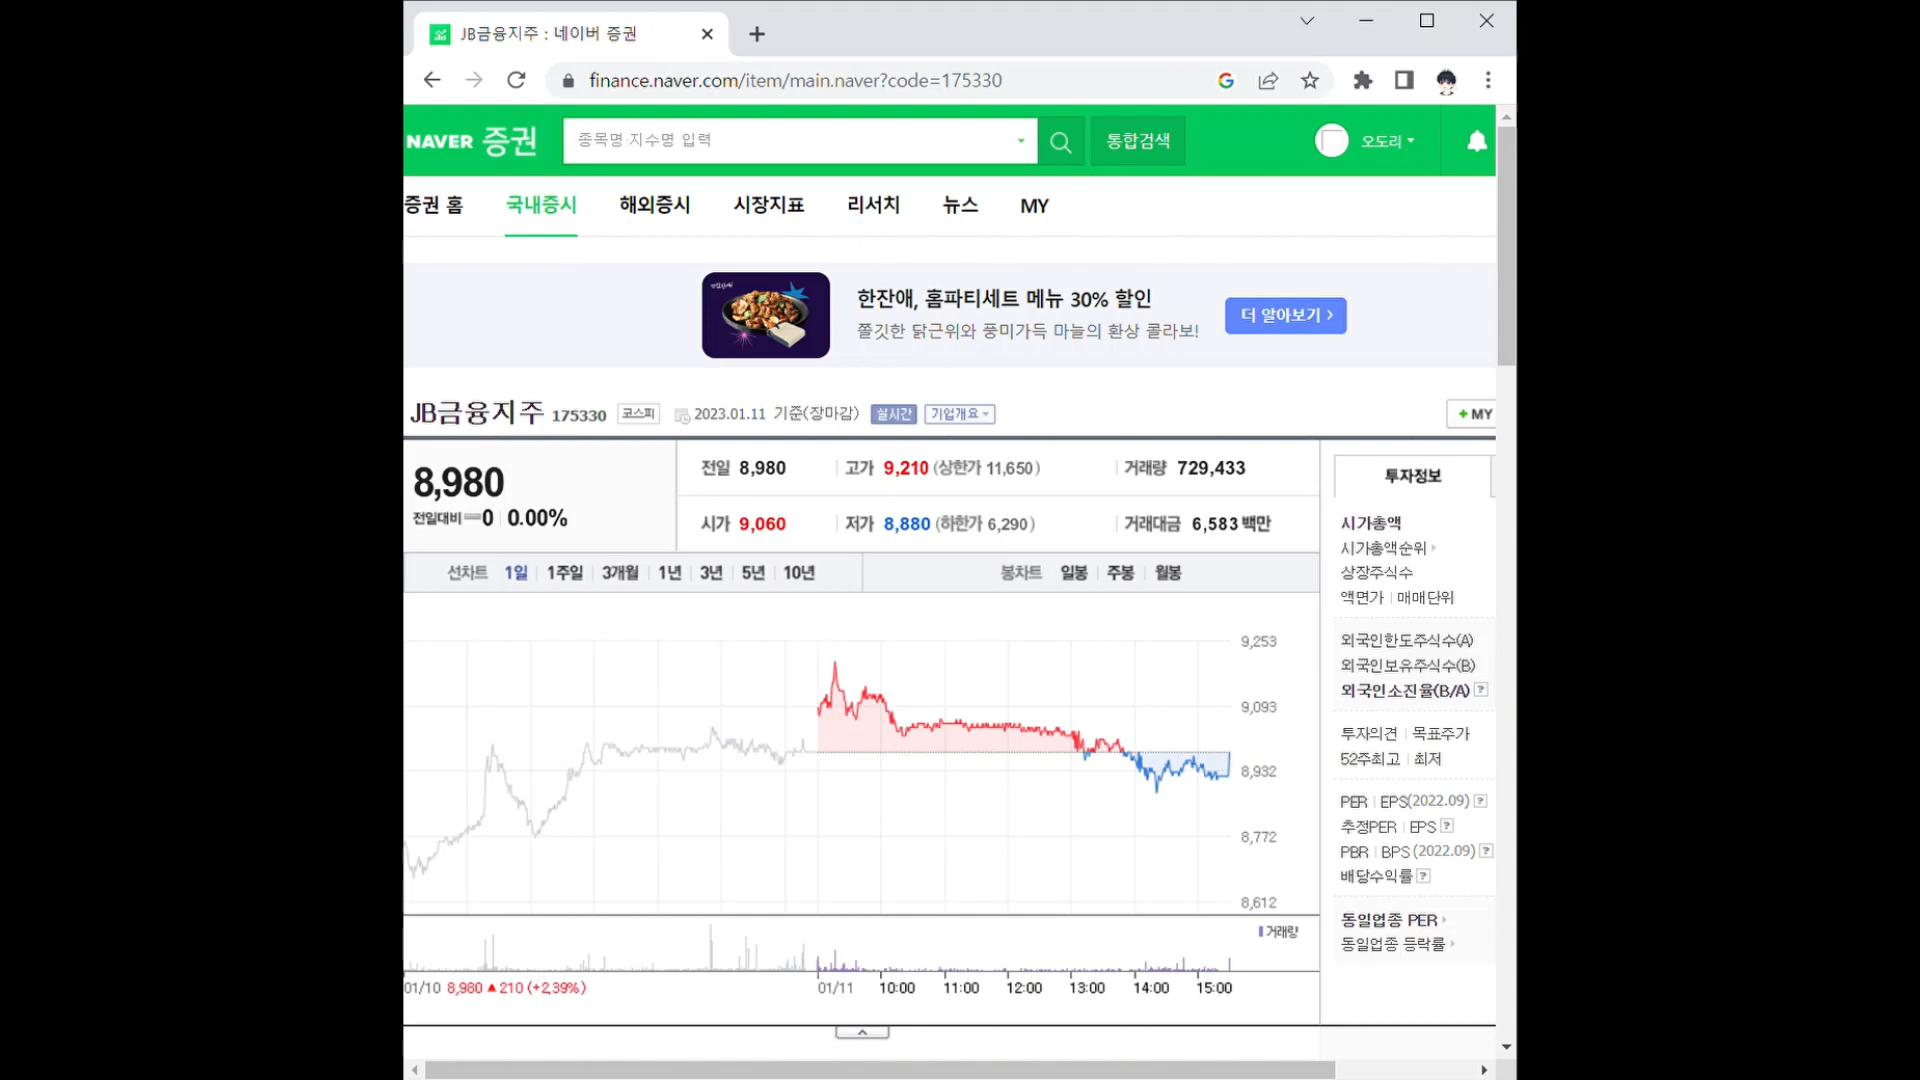 JB금융지주 : 네이버 증권
finance.naver.com/item/main.naver?code=175330
NAVER 증권
종목명·지수명 입력
통합검색
오도리
증권 홈 국내증시 해외증시 시장지표 리서치 뉴스 MY
한잔애, 홈파티세트 메뉴 30% 할인
쫄깃한 닭근위와 풍미가득 마늘의 환상 콜라보!
더 알아보기 >
JB금융지주 175330 코스피 2023.01.11 기준(장마감) 실시간 기업개요
+ MY
8,980
전일대비 0 0.00%
전일 8,980 고가 9,210 (상한가 11,650) 거래량 729,433
시가 9,060 저가 8,880 (하한가 6,290) 거래대금 6,583 백만
선차트 1일 1주일 3개월 1년 3년 5년 10년 봉차트 일봉 주봉 월봉
9,253
9,093
8,932
8,772
8,612
거래량
01/10 8,980 ▲ 210 (+2,39%)
01/11 10:00 11:00 12:00 13:00 14:00 15:00
투자정보
시가총액
시가총액순위
상장주식수
액면가 | 매매단위
외국인한도주식수(A)
외국인보유주식수(B)
외국인소진율(B/A) ?
투자의견 | 목표주가
52주최고 | 최저
PER | EPS(2022.09) ?
추정PER | EPS ?
PBR | BPS (2022.09) ?
배당수익률 ?
동일업종 PER
동일업종 등락률